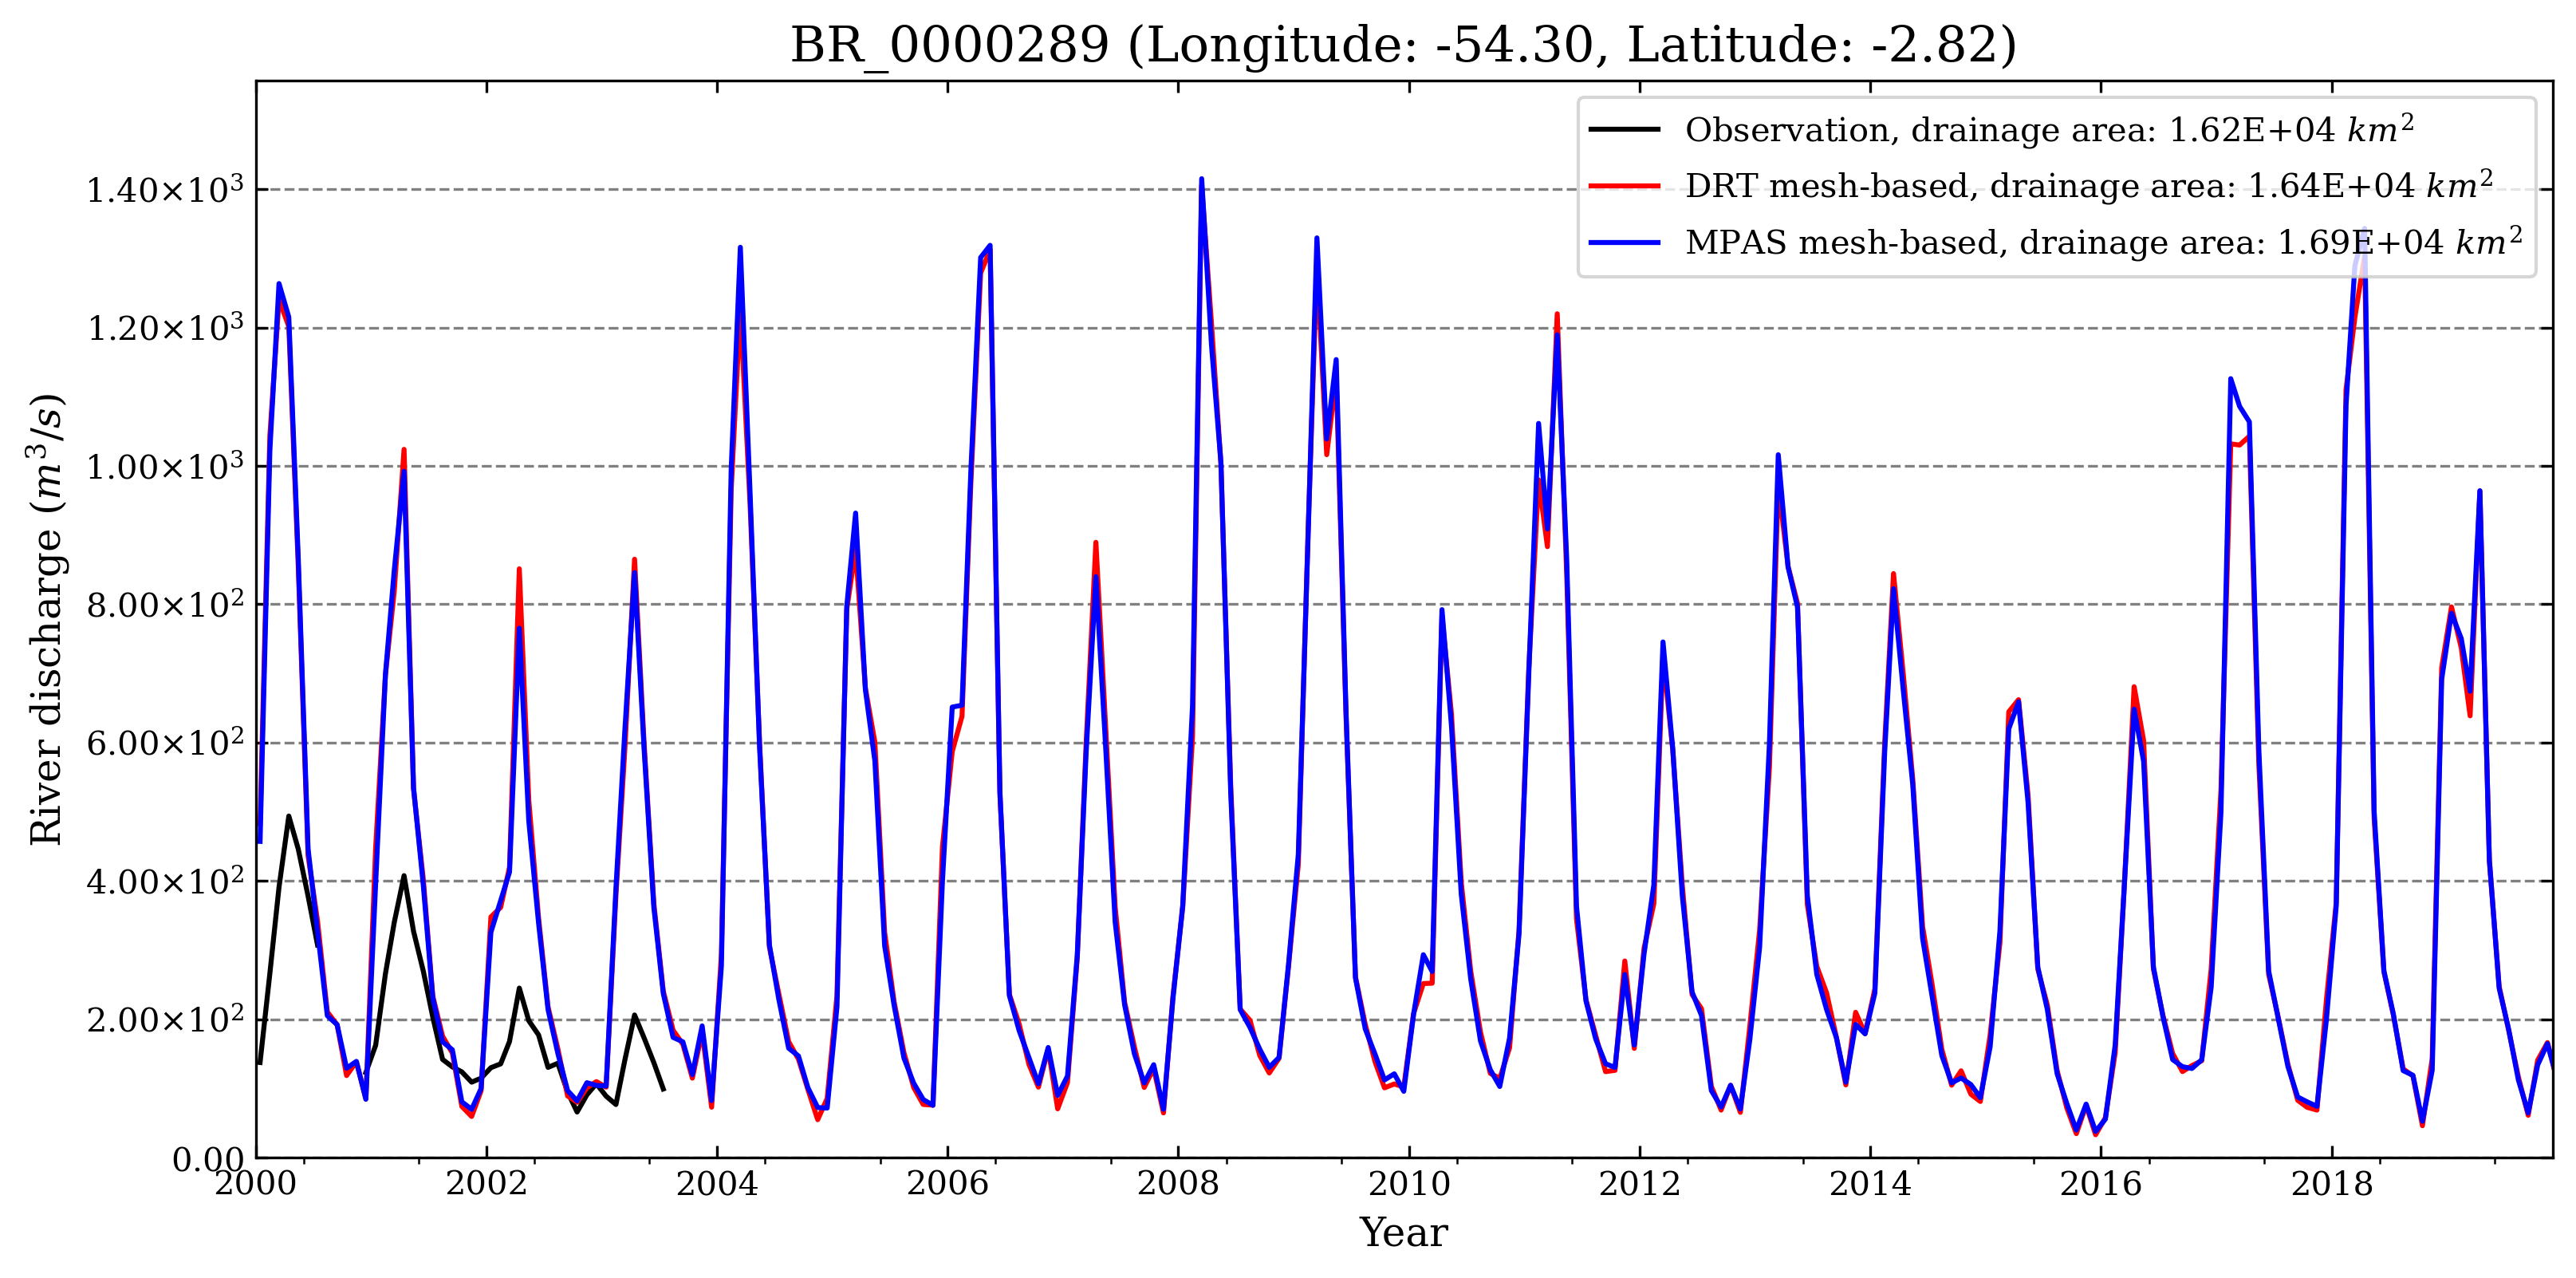 BR_0000289 (Longitude: -54.30, Latitude: -2.82)
Observation, drainage area: 1.62E+04 km²
DRT mesh-based, drainage area: 1.64E+04 km²
MPAS mesh-based, drainage area: 1.69E+04 km²
River discharge (m³/s)
1.40×10³
1.20×10³
1.00×10³
8.00×10²
6.00×10²
4.00×10²
2.00×10²
0.00
2000 2002 2004 2006 2008 2010 2012 2014 2016 2018
Year